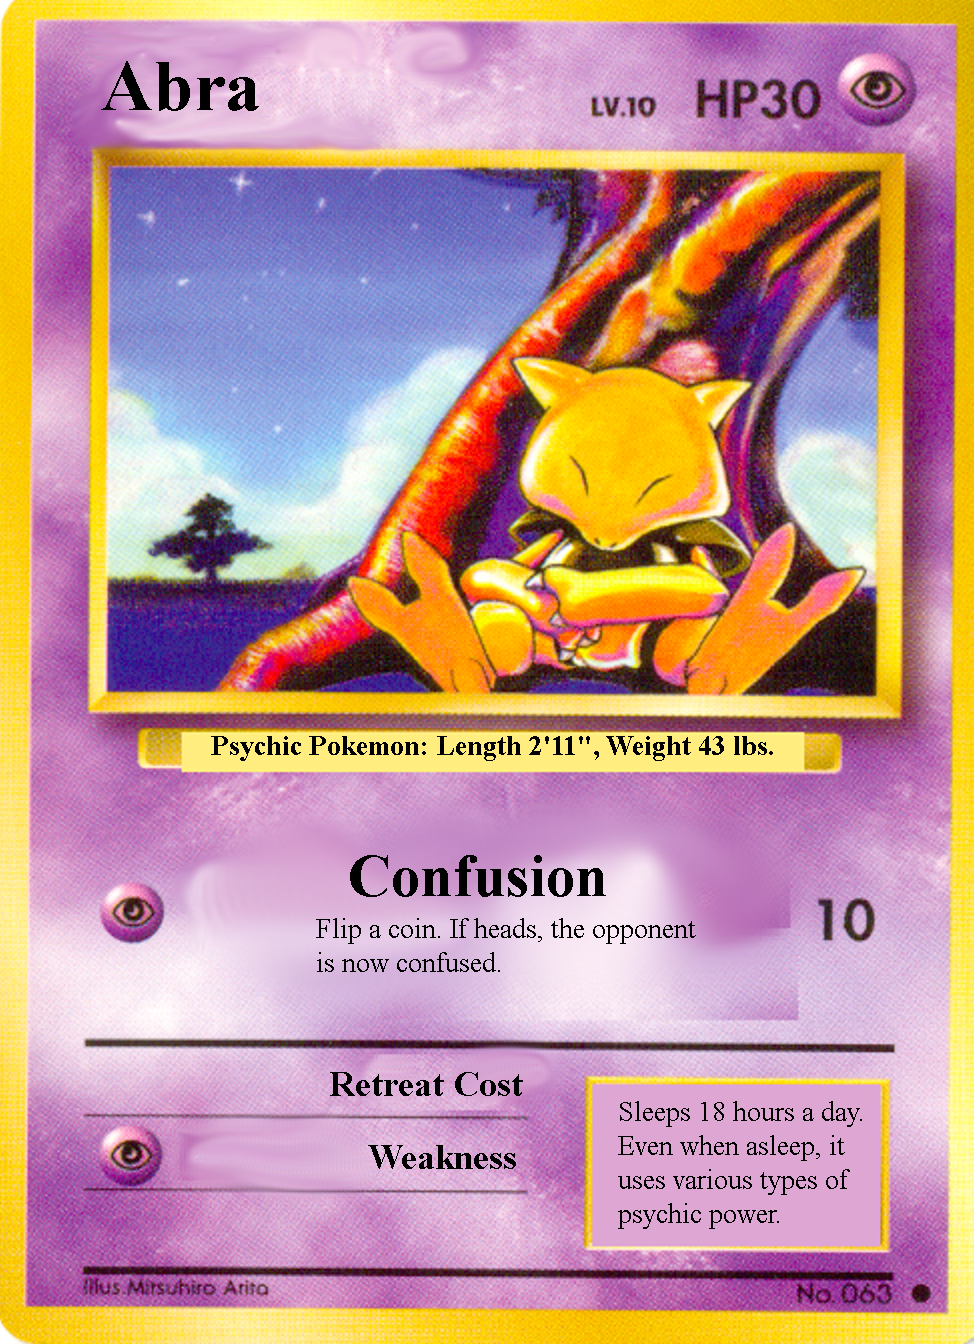 Abra
LV.10 HP30
Psychic Pokemon: Length 2'11", Weight 43 lbs.
Confusion
Flip a coin. If heads, the opponent
is now confused.
10
Retreat Cost
Weakness
Sleeps 18 hours a day.
Even when asleep, it
uses various types of
psychic power.
Illus.Mitsuhiro Arita
No. 063